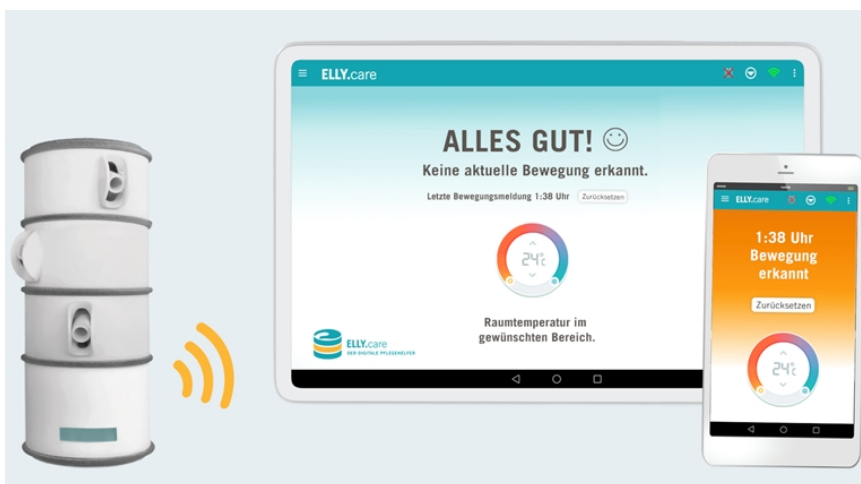 ELLY.care
ALLES GUT!
Keine aktuelle Bewegung erkannt.
Letzte Bewegungsmeldung 1:38 Uhr Zurücksetzen
24°c
Raumtemperatur im
gewünschten Bereich.
ELLY.care
DER DIGITALE PFLEGEHELFER
ELLY.care
1:38 Uhr
Bewegung
erkannt
Zurücksetzen
24°c